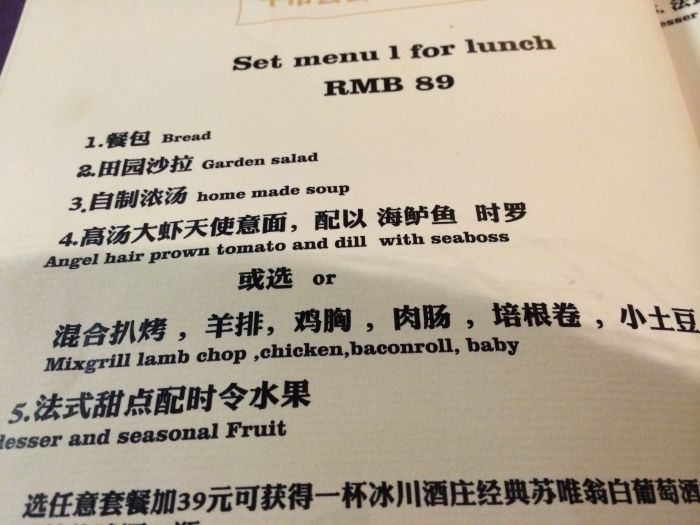 Set menu 1 for lunch
RMB 89
1.餐包 Bread
2.田园沙拉 Garden salad
3.自制浓汤 home made soup
4.高汤大虾天使意面，配以 海鲈鱼 时罗
Angel hair prown tomato and dill with seaboss
或选 or
混合扒烤 ，羊排，鸡胸 ，肉肠 ，培根卷 ，小土豆
Mixgrill lamb chop ,chicken,baconroll, baby
5.法式甜点配时令水果
desser and seasonal Fruit
选任意套餐加39元可获得一杯冰川酒庄经典苏唯翁白葡萄酒